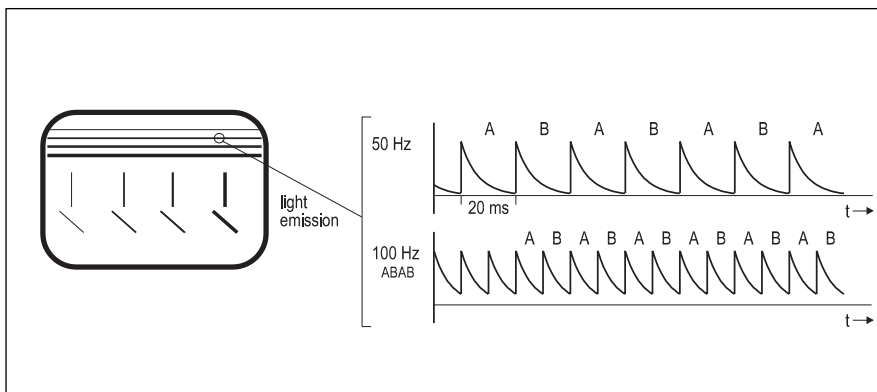 A B A B A B A
50 Hz
20 ms
t
light
emission
A B A B A B A B A B A B
100 Hz
ABAB
t